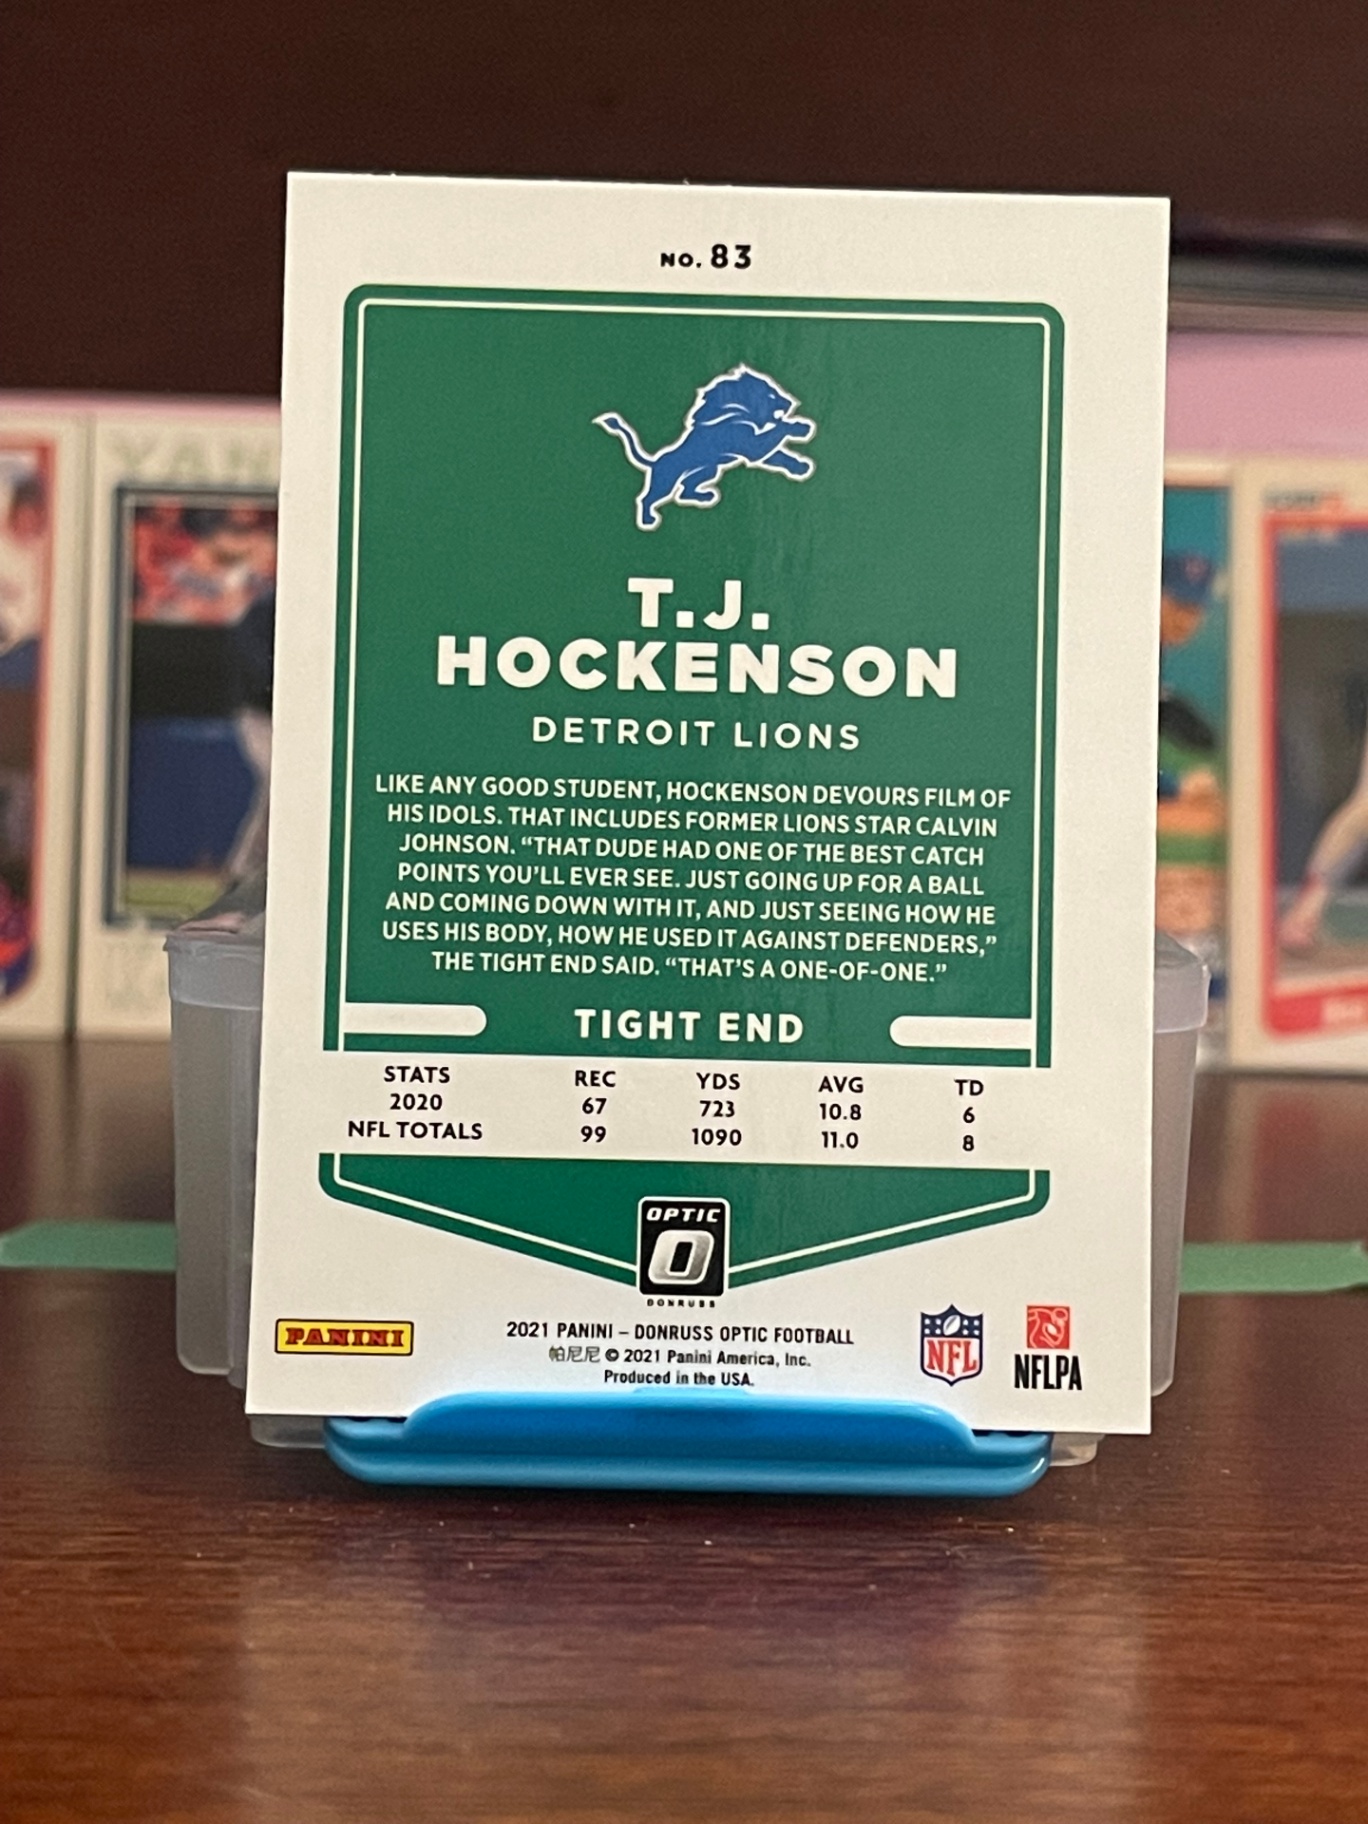 NO. 83
T.J.
HOCKENSON
DETROIT LIONS
LIKE ANY GOOD STUDENT, HOCKENSON DEVOURS FILM OF
HIS IDOLS. THAT INCLUDES FORMER LIONS STAR CALVIN
JOHNSON. “THAT DUDE HAD ONE OF THE BEST CATCH
POINTS YOU’LL EVER SEE. JUST GOING UP FOR A BALL
AND COMING DOWN WITH IT, AND JUST SEEING HOW HE
USES HIS BODY, HOW HE USED IT AGAINST DEFENDERS,”
THE TIGHT END SAID. “THAT’S A ONE-OF-ONE.”
TIGHT END
STATS REC YDS AVG TD
2020 67 723 10.8 6
NFL TOTALS 99 1090 11.0 8
OPTIC
O
DONRUSS
PANINI
2021 PANINI – DONRUSS OPTIC FOOTBALL
帕尼尼 © 2021 Panini America, Inc.
Produced in the USA.
NFL
NFLPA